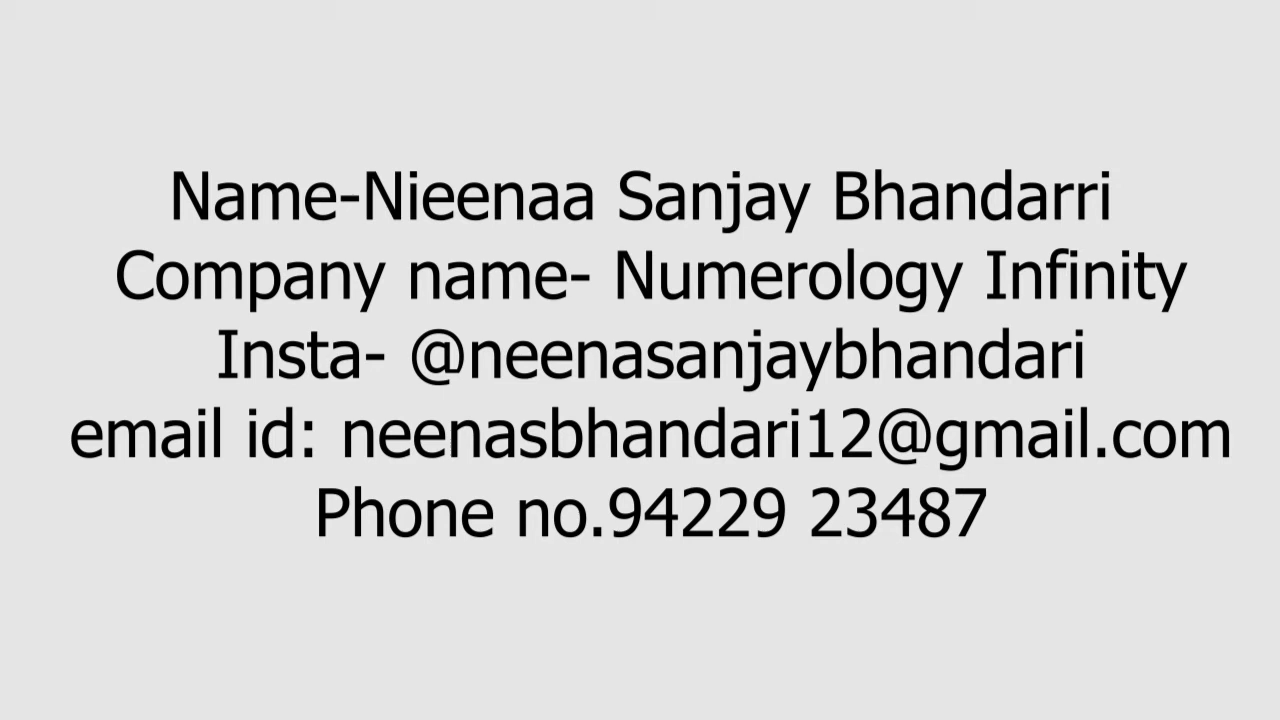 Name-Nieenaa Sanjay Bhandarri
Company name- Numerology Infinity
Insta- @neenasanjaybhandari
email id: neenasbhandari12@gmail.com
Phone no.94229 23487